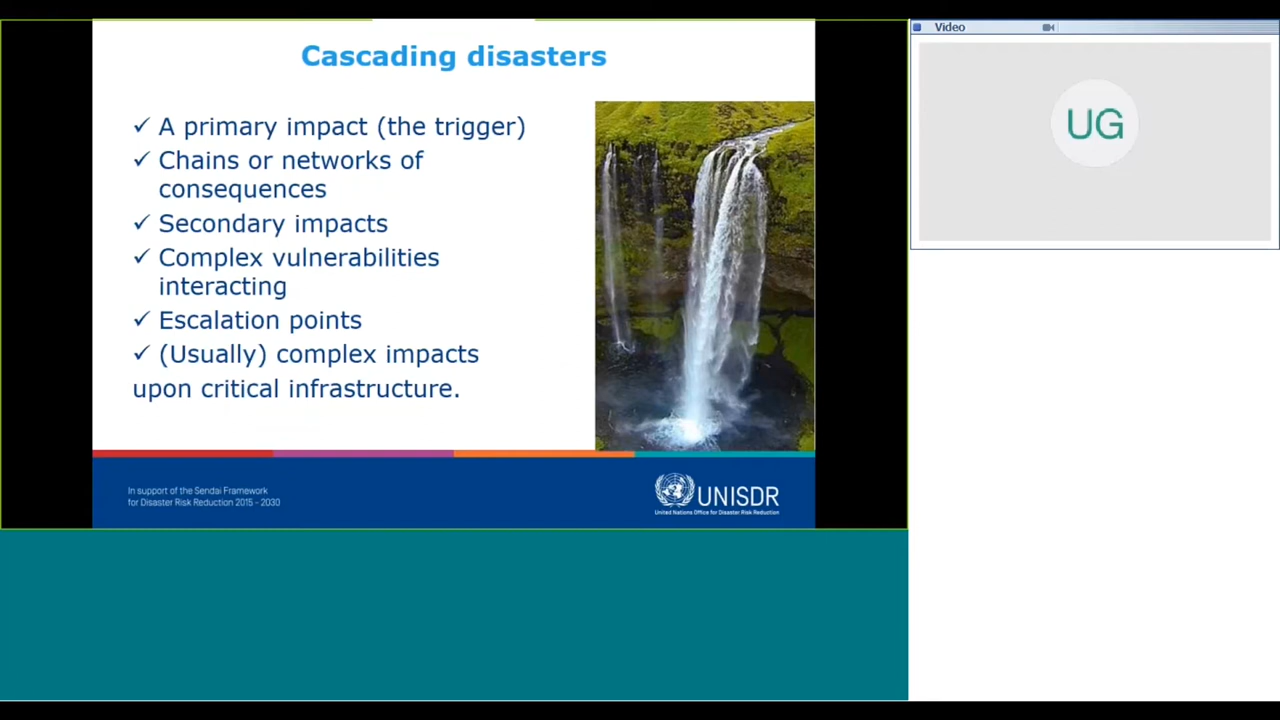 Cascading disasters
✓ A primary impact (the trigger)
✓ Chains or networks of
consequences
✓ Secondary impacts
✓ Complex vulnerabilities
interacting
✓ Escalation points
✓ (Usually) complex impacts
upon critical infrastructure.
In support of the Sendai Framework
for Disaster Risk Reduction 2015 - 2030
UNISDR
United Nations Office for Disaster Risk Reduction
Video
UG